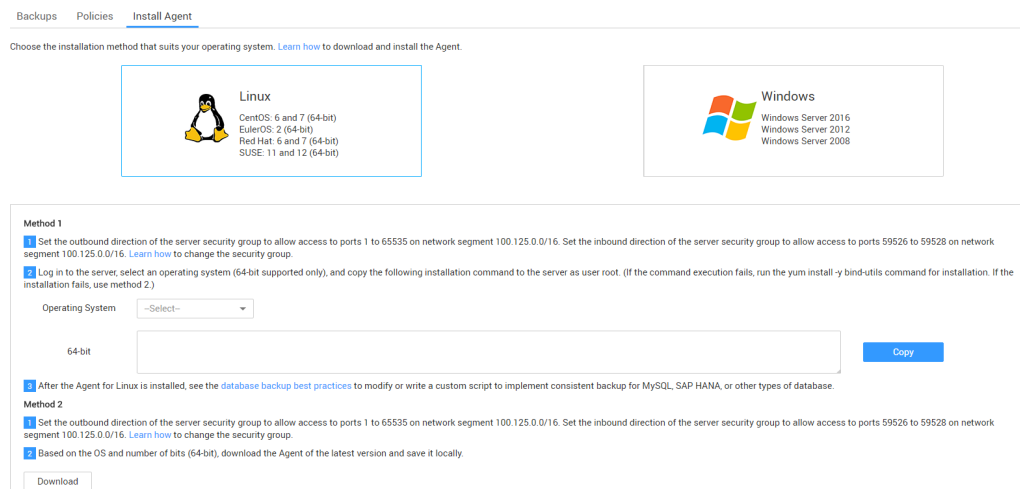 Backups Policies Install Agent
Choose the installation method that suits your operating system. Learn how to download and install the Agent.
Linux
CentOS: 6 and 7 (64-bit)
EulerOS: 2 (64-bit)
Red Hat: 6 and 7 (64-bit)
SUSE: 11 and 12 (64-bit)
Windows
Windows Server 2016
Windows Server 2012
Windows Server 2008
Method 1
1 Set the outbound direction of the server security group to allow access to ports 1 to 65535 on network segment 100.125.0.0/16. Set the inbound direction of the server security group to allow access to ports 59526 to 59528 on network
segment 100.125.0.0/16. Learn how to change the security group.
2 Log in to the server, select an operating system (64-bit supported only), and copy the following installation command to the server as user root. (If the command execution fails, run the yum install -y bind-utils command for installation. If the
installation fails, use method 2.)
Operating System --Select--
64-bit
Copy
3 After the Agent for Linux is installed, see the database backup best practices to modify or write a custom script to implement consistent backup for MySQL, SAP HANA, or other types of database.
Method 2
1 Set the outbound direction of the server security group to allow access to ports 1 to 65535 on network segment 100.125.0.0/16. Set the inbound direction of the server security group to allow access to ports 59526 to 59528 on network
segment 100.125.0.0/16. Learn how to change the security group.
2 Based on the OS and number of bits (64-bit), download the Agent of the latest version and save it locally.
Download